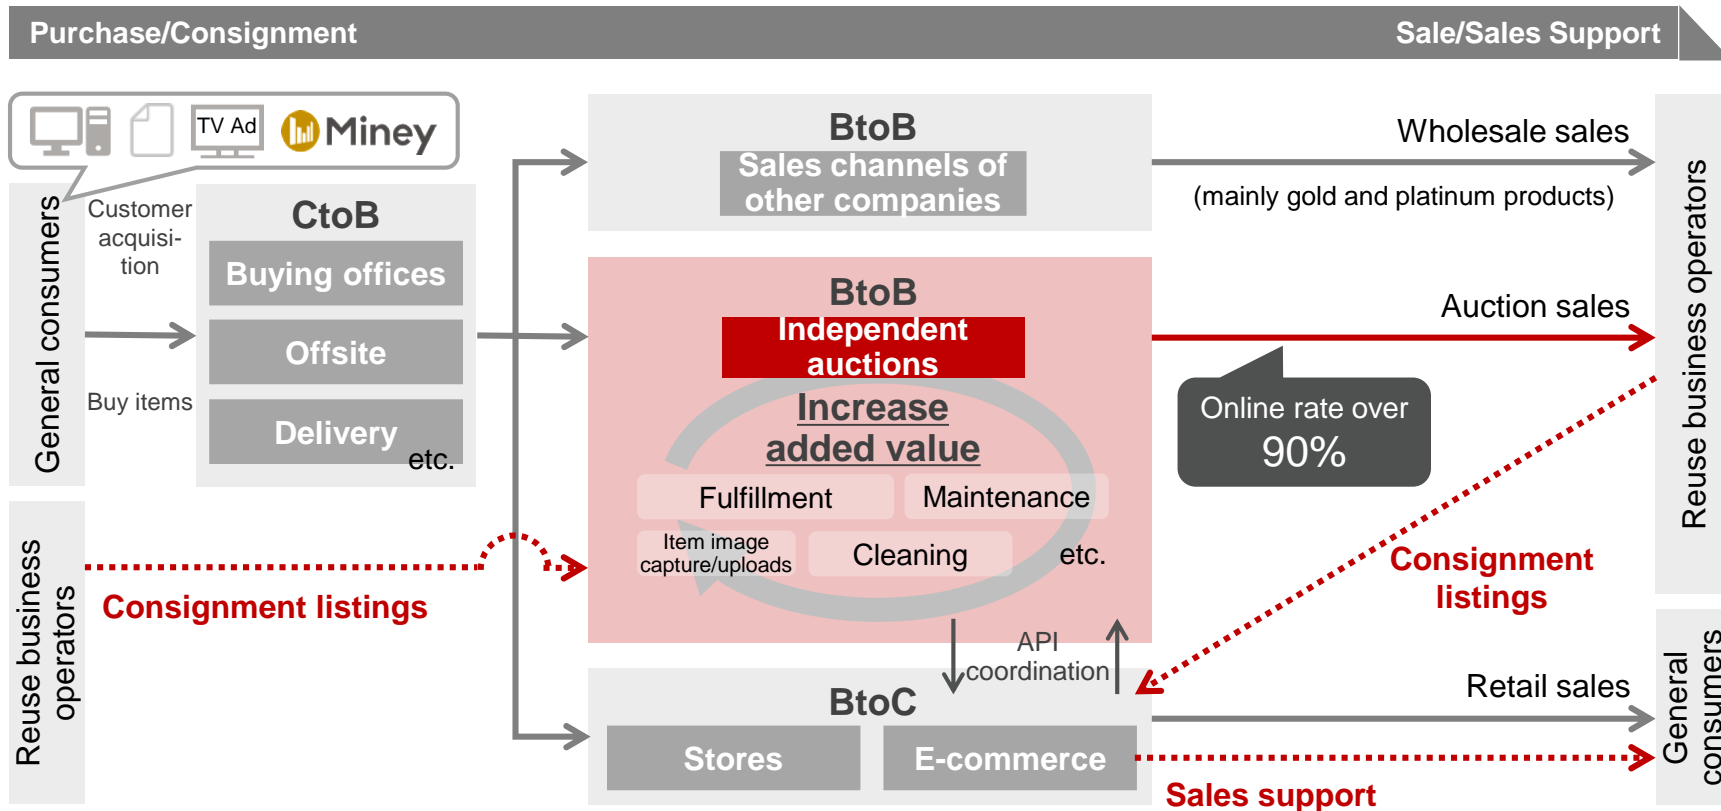 Purchase/Consignment
Sale/Sales Support
TV Ad
Miney
General consumers
Customer
acquisi-
tion
Buy items
CtoB
Buying offices
Offsite
Delivery
etc.
Reuse business
operators
Consignment listings
BtoB
Sales channels of
other companies
BtoB
Independent
auctions
Increase
added value
Fulfillment
Maintenance
Item image
capture/uploads
Cleaning
etc.
API
coordination
BtoC
Stores
E-commerce
Wholesale sales
(mainly gold and platinum products)
Auction sales
Online rate over
90%
Consignment
listings
Retail sales
Sales support
Reuse business operators
General
consumers